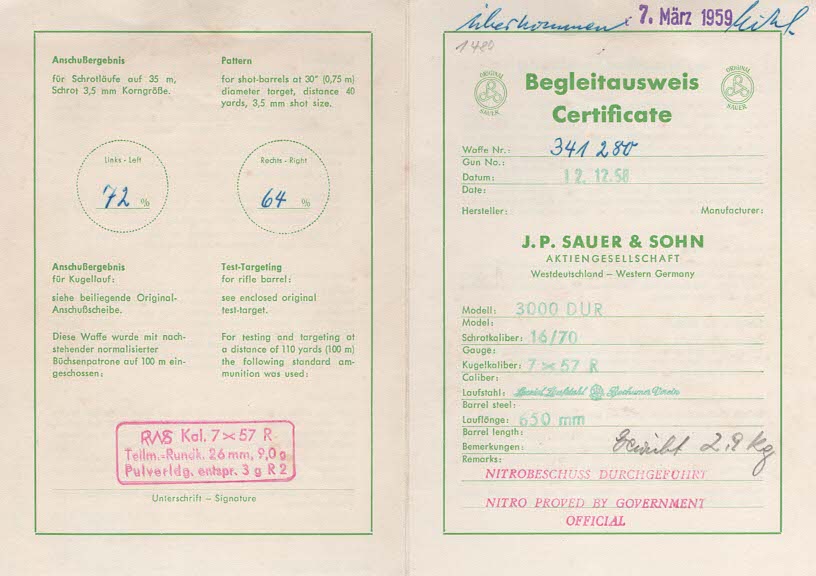 Anschußergebnis
für Schrotläufe auf 35 m,
Schrot 3,5 mm Korngröße.
Pattern
for shot-barrels at 30" (0,75 m)
diameter target, distance 40
yards, 3,5 mm shot size.
Links - Left
72 %
Rechts - Right
64 %
Anschußergebnis
für Kugellauf:
siehe beiliegende Original-
Anschußscheibe.
Diese Waffe wurde mit nach-
stehender normalisierter
Büchsenpatrone auf 100 m ein-
geschossen:
Test-Targeting
for rifle barrel:
see enclosed original
test-target.
For testing and targeting at
a distance of 110 yards (100 m)
the following standard am-
munition was used:
RWS Kal. 7×57 R
Teilm.-Rundk. 26 mm, 9,0 g
Pulverldg. entspr. 3 g R 2
Unterschrift – Signature
überkommen 7. März 1959
1480
ORIGINAL
SAUER
Begleitausweis
Certificate
ORIGINAL
SAUER
Waffe Nr.: 341280
Gun No.:
Datum: 12. 12. 58
Date:
Hersteller: Manufacturer:
J. P. SAUER & SOHN
AKTIENGESELLSCHAFT
Westdeutschland – Western Germany
Modell: 3000 DUR
Model:
Schrotkaliber: 16/70
Gauge:
Kugelkaliber: 7×57 R
Caliber:
Laufstahl: Spezial Laufstahl Bochumer Verein
Barrel steel:
Lauflänge: 650 mm
Barrel length:
Bemerkungen: Gewicht 2,9 kg
Remarks:
NITROBESCHUSS DURCHGEFÜHRT
NITRO PROVED BY GOVERNMENT
OFFICIAL